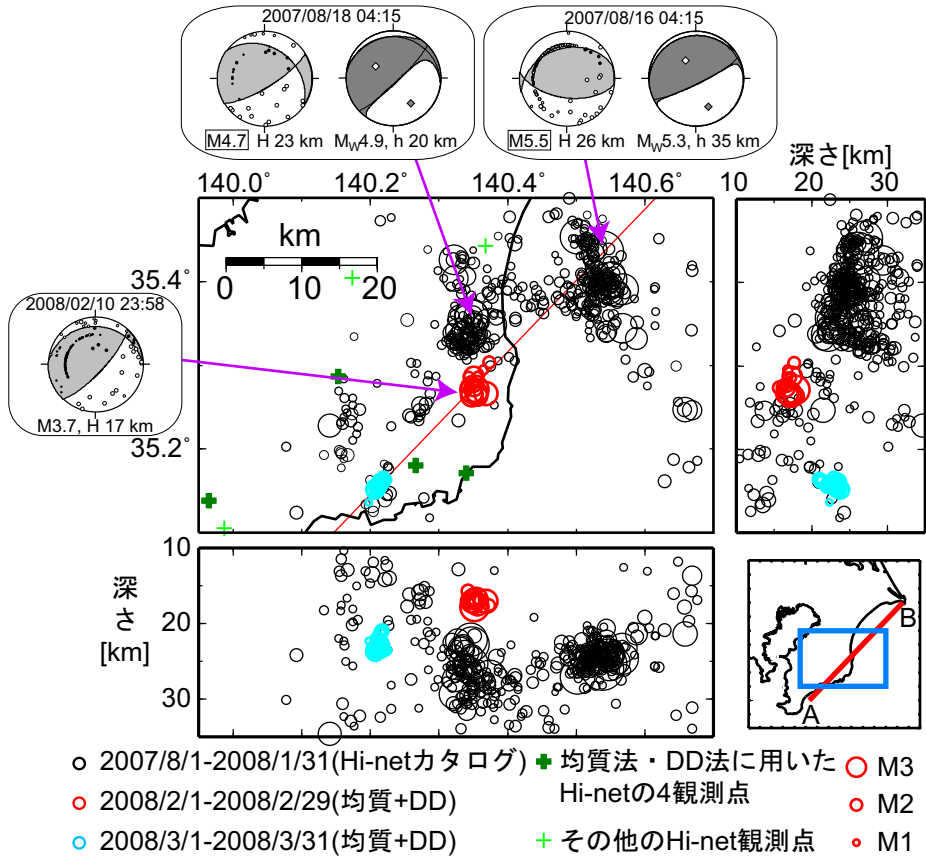 2007/08/18 04:15
M4.7 H 23 km
Mw4.9, h 20 km
2007/08/16 04:15
M5.5 H 26 km
Mw5.3, h 35 km
深さ[km]
140.0˚ 140.2˚ 140.4˚ 140.6˚
10 20 30
km
0 10 20
35.4˚
35.2˚
2008/02/10 23:58
M3.7, H 17 km
10
20
30
深さ
[km]
A
B
2007/8/1-2008/1/31(Hi-netカタログ)
2008/2/1-2008/2/29(均質+DD)
2008/3/1-2008/3/31(均質+DD)
均質法・DD法に用いた
Hi-netの4観測点
その他のHi-net観測点
M3
M2
M1